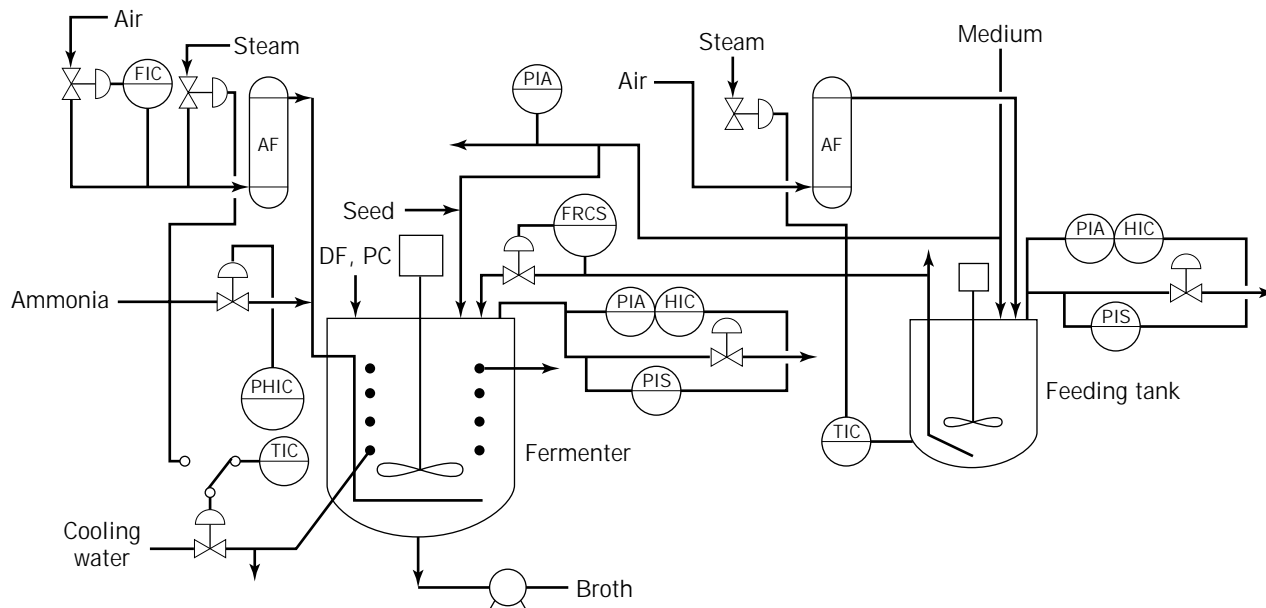 Air
Steam
FIC
AF
PIA
Steam
Air
AF
Medium
Seed
DF, PC
FRCS
PIA
HIC
PIS
Ammonia
PHIC
PIA
HIC
PIS
TIC
TIC
Fermenter
Feeding tank
Cooling
water
Broth